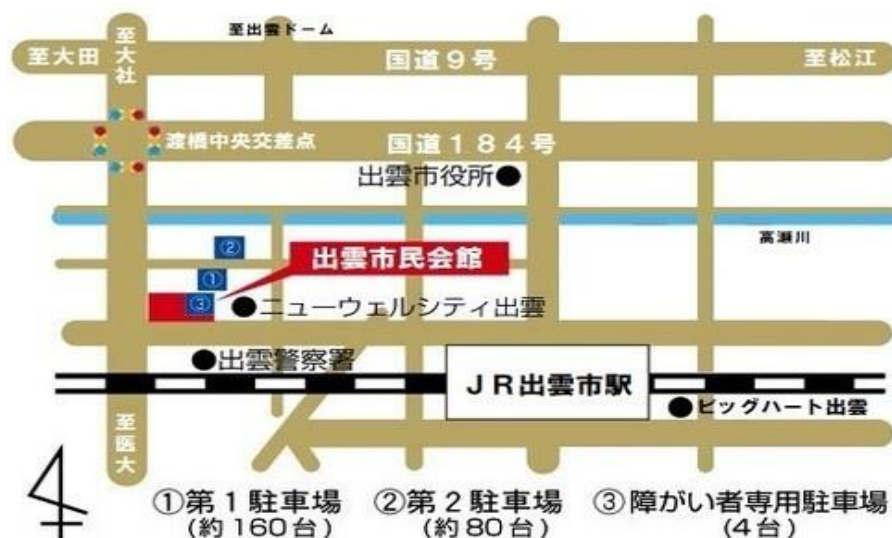 至出雲ドーム
至大田
至大社
国道9号
至松江
渡橋中央交差点
国道184号
出雲市役所
高瀬川
②
出雲市民会館
①
③
ニューウェルシティ出雲
出雲警察署
JR出雲市駅
ビッグハート出雲
至医大
①第1駐車場
(約160台)
②第2駐車場
(約80台)
③障がい者専用駐車場
(4台)